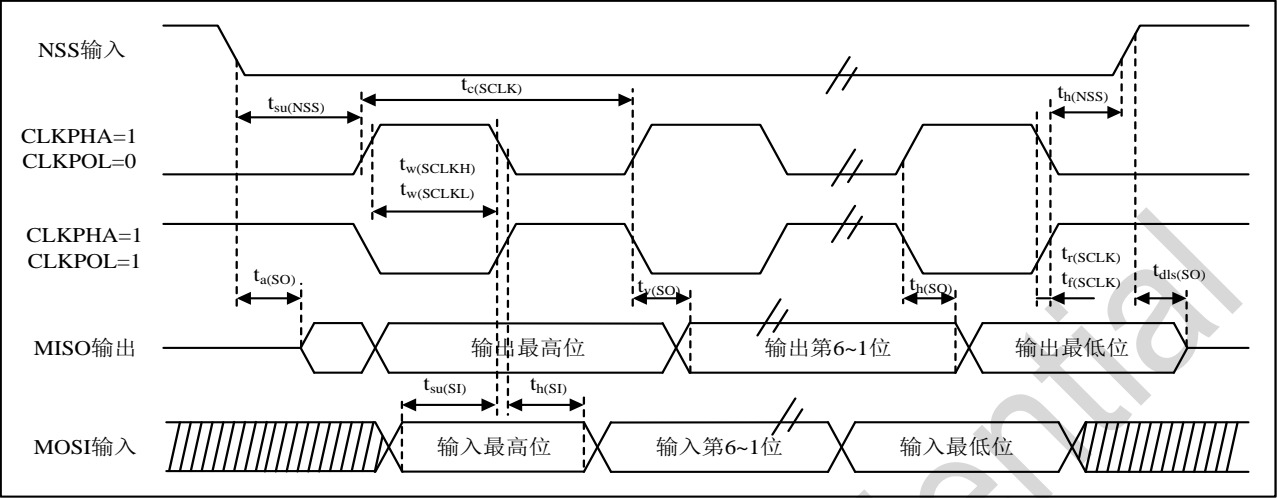 NSS输入
tsu(NSS)
tc(SCLK)
th(NSS)
CLKPHA=1
CLKPOL=0
tw(SCLKH)
tw(SCLKL)
CLKPHA=1
CLKPOL=1
ta(SO)
tv(SO)
th(SO)
tr(SCLK)
tf(SCLK)
tdls(SO)
MISO输出
输出最高位
输出第6~1位
输出最低位
tsu(SI)
th(SI)
MOSI输入
输入最高位
输入第6~1位
输入最低位
ential